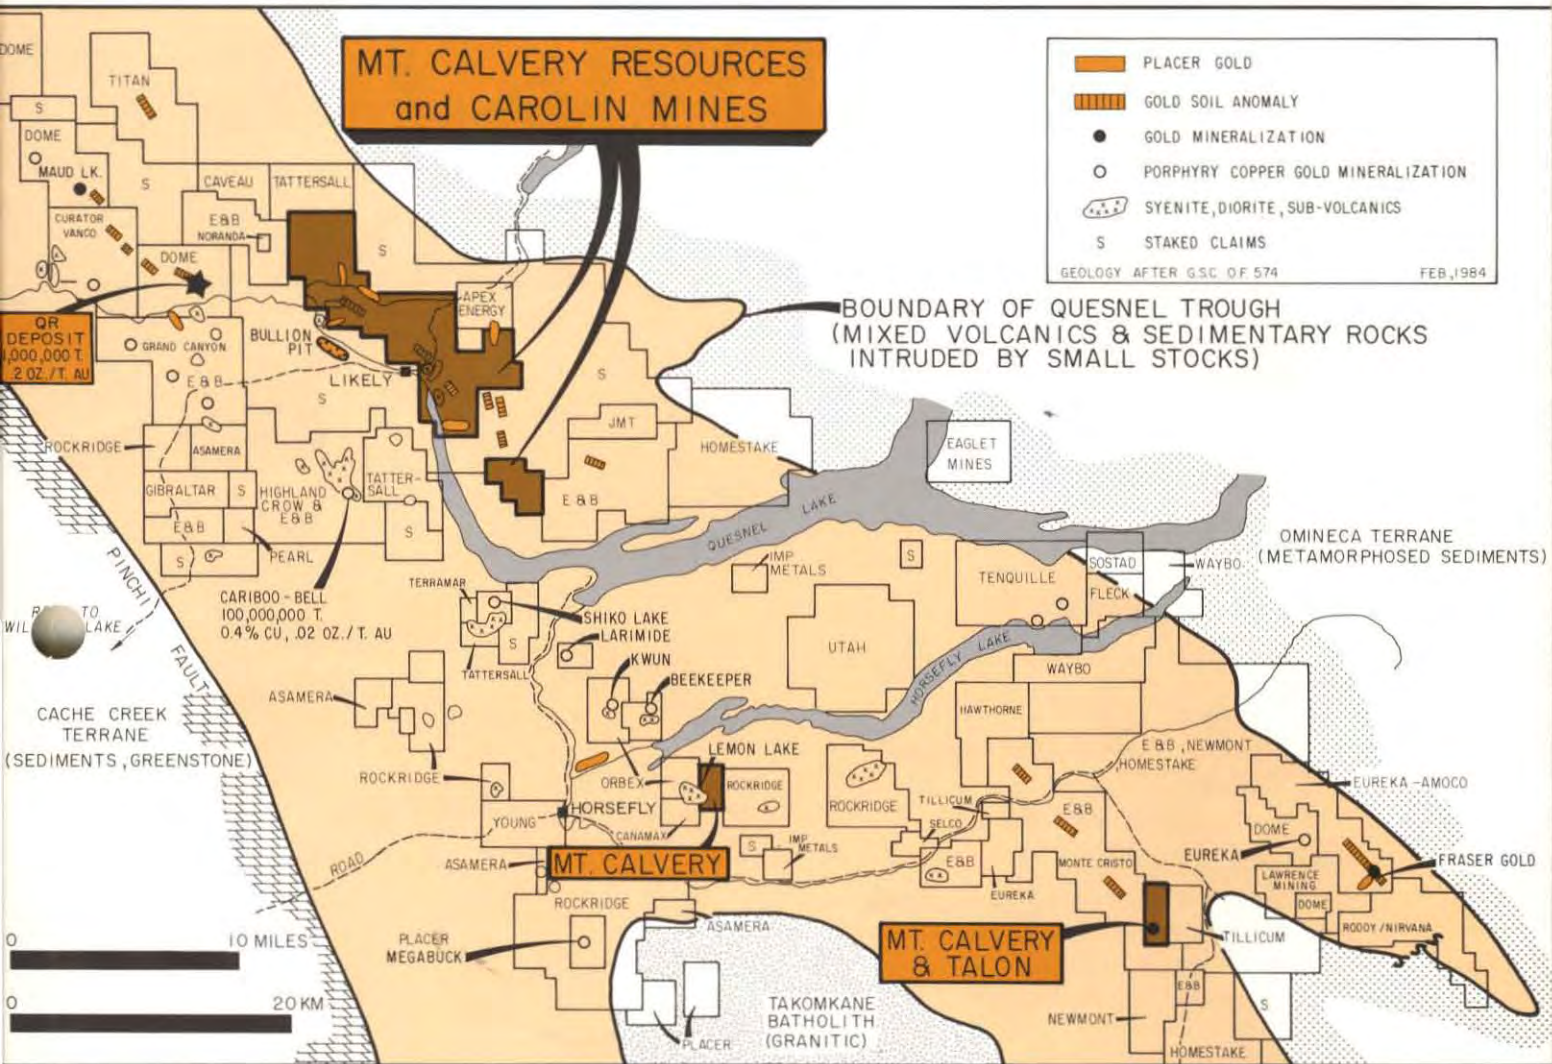 MT. CALVERY RESOURCES
and CAROLIN MINES
PLACER GOLD
GOLD SOIL ANOMALY
GOLD MINERALIZATION
PORPHYRY COPPER GOLD MINERALIZATION
SYENITE, DIORITE, SUB-VOLCANICS
S STAKED CLAIMS
GEOLOGY AFTER G.S.C. O.F. 574 FEB, 1984
DOME
TITAN
S
DOME
MAUD LK.
S
CAVEAU
TATTERSALL
CURATOR
VANCO
E&B
NORANDA
DOME
S
APEX
ENERGY
BOUNDARY OF QUESNEL TROUGH
(MIXED VOLCANICS & SEDIMENTARY ROCKS
INTRUDED BY SMALL STOCKS)
QR
DEPOSIT
1,000,000 T.
.2 OZ./T. AU
GRAND CANYON
BULLION
PIT
E&B
LIKELY
S
S
JMT
ROCKRIDGE
ASAMERA
HOMESTAKE
EAGLET
MINES
GIBRALTAR
S
HIGHLAND
CROW &
E&B
TATTER-
SALL
E&B
QUESNEL LAKE
E&B
S
S
PEARL
PINCHI
FAULT
IMP
METALS
S
TENQUILLE
SOSTAD
WAYBO
FLECK
OMINECA TERRANE
(METAMORPHOSED SEDIMENTS)
CARIBOO-BELL
100,000,000 T.
0.4% CU, .02 OZ./T. AU
TERRAMAR
SHIKO LAKE
LARIMIDE
S
TATTERSALL
KWUN
BEEKEEPER
UTAH
HORSEFLY LAKE
WAYBO
TO
LAKE
ASAMERA
HAWTHORNE
CACHE CREEK
TERRANE
(SEDIMENTS, GREENSTONE)
ROCKRIDGE
ORBEX
LEMON LAKE
ROCKRIDGE
ROCKRIDGE
E&B, NEWMONT
HOMESTAKE
EUREKA-AMOCO
YOUNG
HORSEFLY
CANAMAX
TILLICUM
SELCO
E&B
DOME
ROAD
ASAMERA
MT. CALVERY
S
IMP
METALS
E&B
EUREKA
MONTE CRISTO
EUREKA
FRASER GOLD
LAWRENCE
MINING
DOME
RODDY/NIRVANA
ROCKRIDGE
ASAMERA
PLACER
MEGABUCK
MT. CALVERY
& TALON
TILLICUM
0 10 MILES
0 20 KM
TAKOMKANE
BATHOLITH
(GRANITIC)
PLACER
E&B
S
NEWMONT
HOMESTAKE